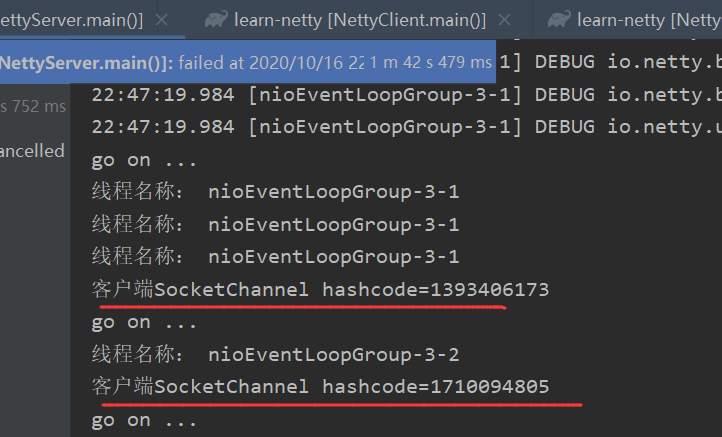 ettyServer.main()]
learn-netty [NettyClient.main()]
learn-netty [Netty
NettyServer.main()]: failed at 2020/10/16 22 1 m 42 s 479 ms
-1] DEBUG io.netty.b
s 752 ms
22:47:19.984 [nioEventLoopGroup-3-1] DEBUG io.netty.b
22:47:19.984 [nioEventLoopGroup-3-1] DEBUG io.netty.u
ancelled
go on ...
线程名称： nioEventLoopGroup-3-1
线程名称： nioEventLoopGroup-3-1
线程名称： nioEventLoopGroup-3-1
客户端SocketChannel hashcode=1393406173
go on ...
线程名称： nioEventLoopGroup-3-2
客户端SocketChannel hashcode=1710094805
go on ...